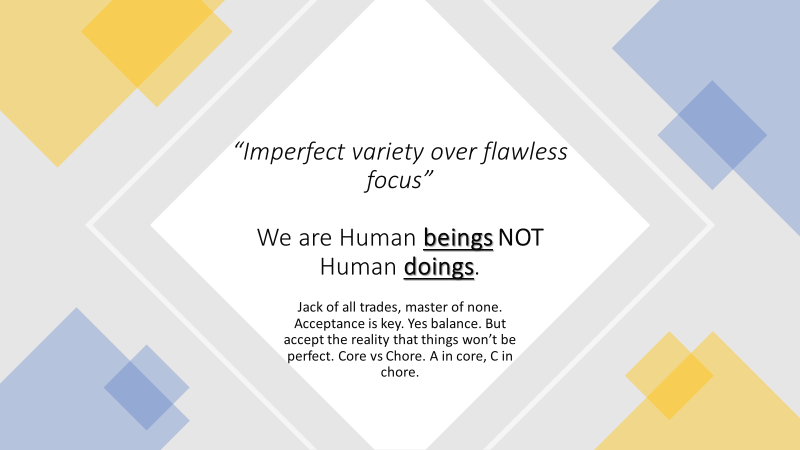 “Imperfect variety over flawless
focus”
We are Human beings NOT
Human doings.
Jack of all trades, master of none.
Acceptance is key. Yes balance. But
accept the reality that things won’t be
perfect. Core vs Chore. A in core, C in
chore.